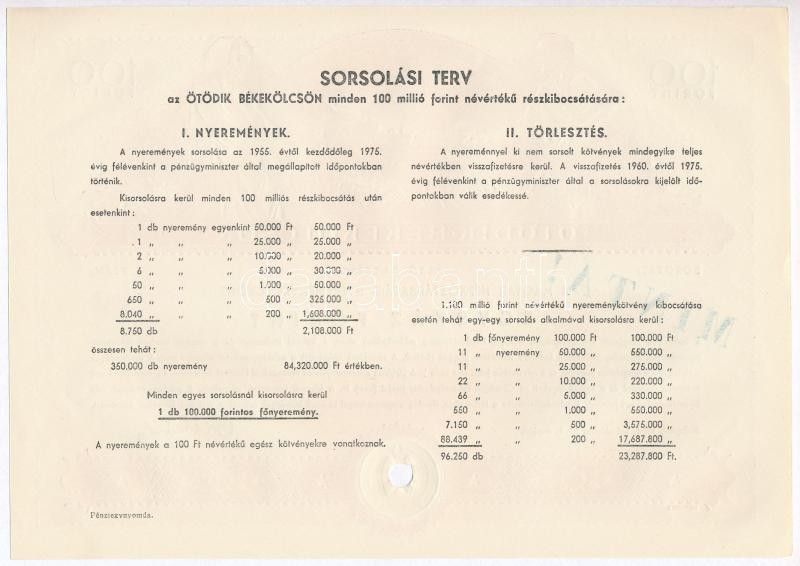 SORSOLÁSI TERV
az ÖTÖDIK BÉKEKÖLCSÖN minden 100 millió forint névértékű részkibocsátására :
I. NYEREMÉNYEK.
A nyeremények sorsolása az 1955. évtől kezdődőleg 1975.
évig félévenkint a pénzügyminiszter által megállapított időpontokban
történik.
Kisorsolásra kerül minden 100 milliós részkibocsátás után
esetenkint :
1 db nyeremény egyenkint 50.000 Ft 50.000 Ft
1 „ „ „ 25.000 „ 25.000 „
2 „ „ „ 10.000 „ 20.000 „
6 „ „ „ 5.000 „ 30.000 „
50 „ „ „ 1.000 „ 50.000 „
650 „ „ „ 500 „ 325.000 „
8.040 „ „ „ 200 „ 1,608.000 „
8.750 db 2,108.000 Ft
összesen tehát :
350.000 db nyeremény 84,320.000 Ft értékben.
Minden egyes sorsolásnál kisorsolásra kerül
1 db 100.000 forintos főnyeremény.
A nyeremények a 100 Ft névértékű egész kötvényekre vonatkoznak.
Pénzjegynyomda.
II. TÖRLESZTÉS.
A nyereménnyel ki nem sorsolt kötvények mindegyike teljes
névértékben visszafizetésre kerül. A visszafizetés 1960. évtől 1975.
évig félévenkint a pénzügyminiszter által a sorsolásokra kijelölt idő-
pontokban válik esedékessé.
1.100 millió forint névértékű nyereménykötvény kibocsátása
esetén tehát egy-egy sorsolás alkalmával kisorsolásra kerül :
1 db főnyeremény 100.000 Ft 100.000 Ft
11 „ nyeremény 50.000 „ 550.000 „
11 „ „ 25.000 „ 275.000 „
22 „ „ 10.000 „ 220.000 „
66 „ „ 5.000 „ 330.000 „
550 „ „ 1.000 „ 550.000 „
7.150 „ „ 500 „ 3,575.000 „
88.439 „ „ 200 „ 17,687.800 „
96.250 db 23,287.800 Ft.
MINTA
darabanth